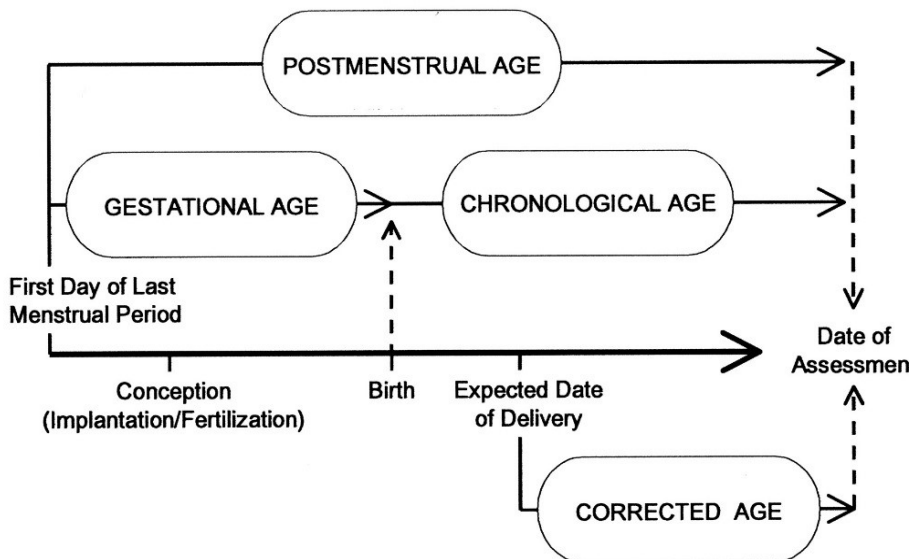 POSTMENSTRUAL AGE
GESTATIONAL AGE
CHRONOLOGICAL AGE
First Day of Last
Menstrual Period
Date of
Assessmen
Conception
(Implantation/Fertilization)
Birth
Expected Date
of Delivery
CORRECTED AGE